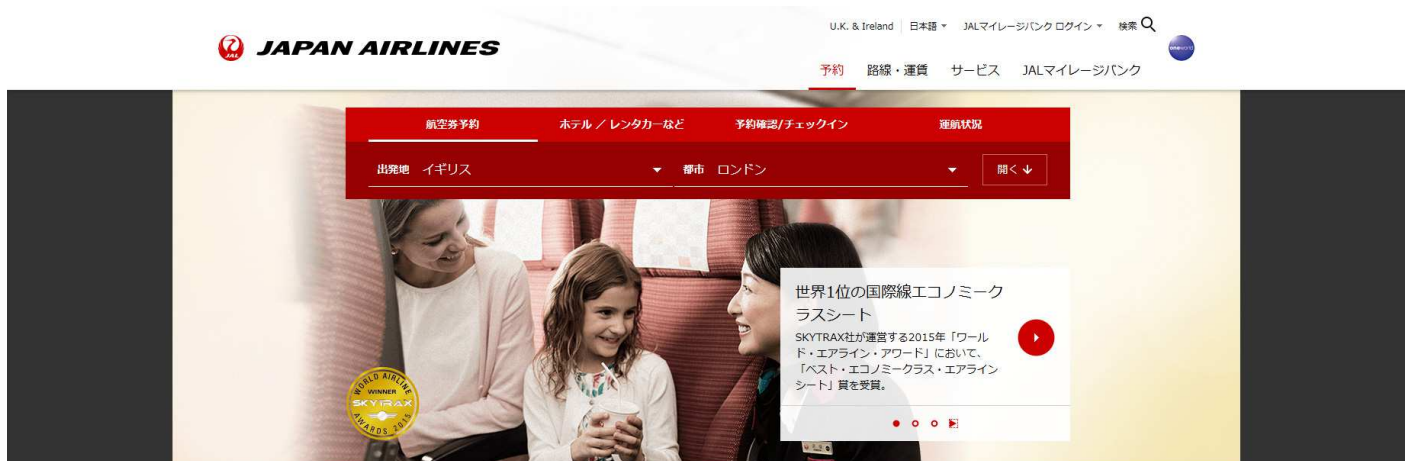 U.K. & Ireland 日本語 JALマイレージバンク ログイン 検索
JAL JAPAN AIRLINES
oneworld
予約 路線・運賃 サービス JALマイレージバンク
航空券予約 ホテル / レンタカーなど 予約確認/チェックイン 運航状況
出発地 イギリス 都市 ロンドン 開く
世界1位の国際線エコノミーク
ラスシート
SKYTRAX社が運営する2015年「ワール
ド・エアライン・アワード」において、
「ベスト・エコノミークラス・エアライン
シート」賞を受賞。
WORLD AIRLINE
WINNER
SKYTRAX
AWARDS 2015